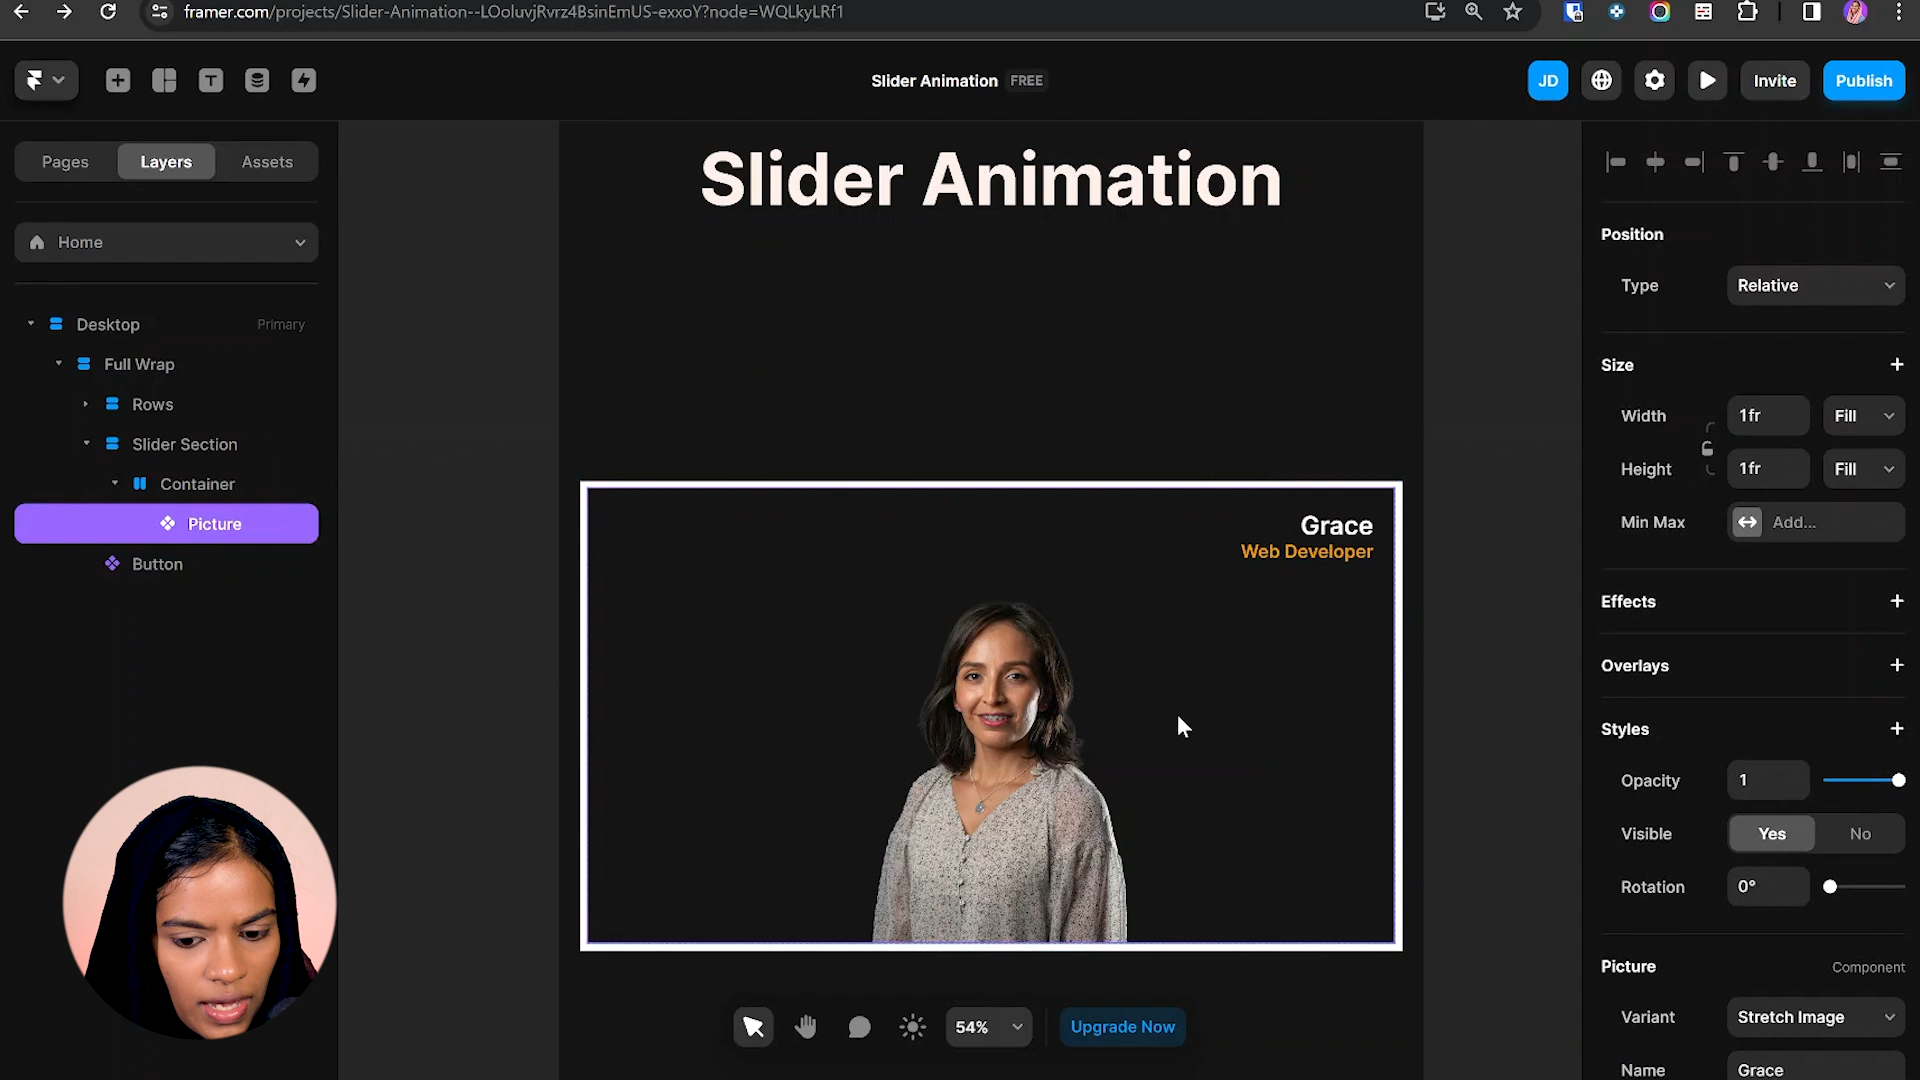 framer.com/projects/Slider-Animation--LOoluvjRvrz4BsinEmUS-exxoY?node=WQLkyLRf1
Slider Animation FREE
JD
Invite
Publish
Pages
Layers
Assets
Home
Desktop
Primary
Full Wrap
Rows
Slider Section
Container
Picture
Button
Slider Animation
Grace
Web Developer
54%
Upgrade Now
Position
Type
Relative
Size
Width
1fr
Fill
Height
1fr
Fill
Min Max
Add...
Effects
Overlays
Styles
Opacity
1
Visible
Yes
No
Rotation
0°
Picture
Component
Variant
Stretch Image
Name
Grace